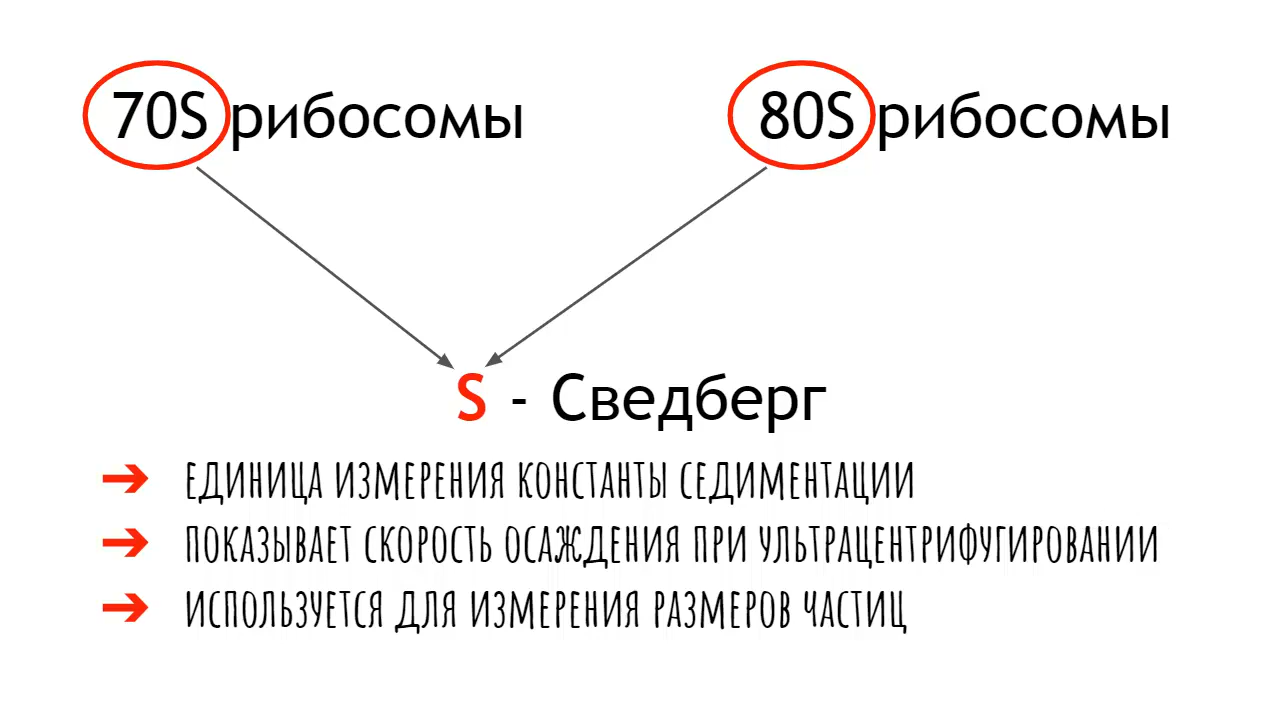 70S рибосомы
80S рибосомы
S - Сведберг
➔ единица измерения константы седиментации
➔ показывает скорость осаждения при ультрацентрифугировании
➔ используется для измерения размеров частиц